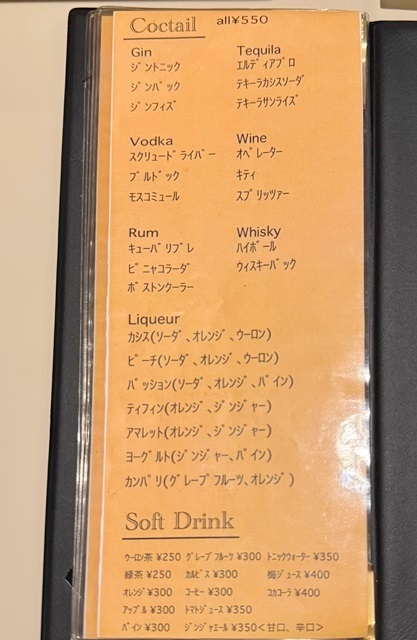 Coctail all¥550
Gin
ジントニック
ジンバック
ジンフィズ
Tequila
エルディアブロ
テキーラカシスソーダ
テキーラサンライズ
Vodka
スクリュードライバー
ブルドック
モスコミュール
Wine
オペレーター
キティ
スプリッツァー
Rum
キューバリブレ
ピニャコラーダ
ボストンクーラー
Whisky
ハイボール
ウィスキーバック
Liqueur
カシス(ソーダ、オレンジ、ウーロン)
ピーチ(ソーダ、オレンジ、ウーロン)
パッション(ソーダ、オレンジ、パイン)
ティフィン(オレンジ、ジンジャー)
アマレット(オレンジ、ジンジャー)
ヨーグルト(ジンジャー、パイン)
カンパリ(グレープフルーツ、オレンジ)
Soft Drink
ウーロン茶 ¥250 グレープフルーツ ¥300 トニックウォーター ¥350
緑茶 ¥250 カルピス ¥300 梅ジュース ¥400
オレンジ ¥300 コーヒー ¥300 コカコーラ ¥400
アップル ¥300 トマトジュース ¥350
パイン ¥300 ジンジャエール ¥350<甘口、辛口>